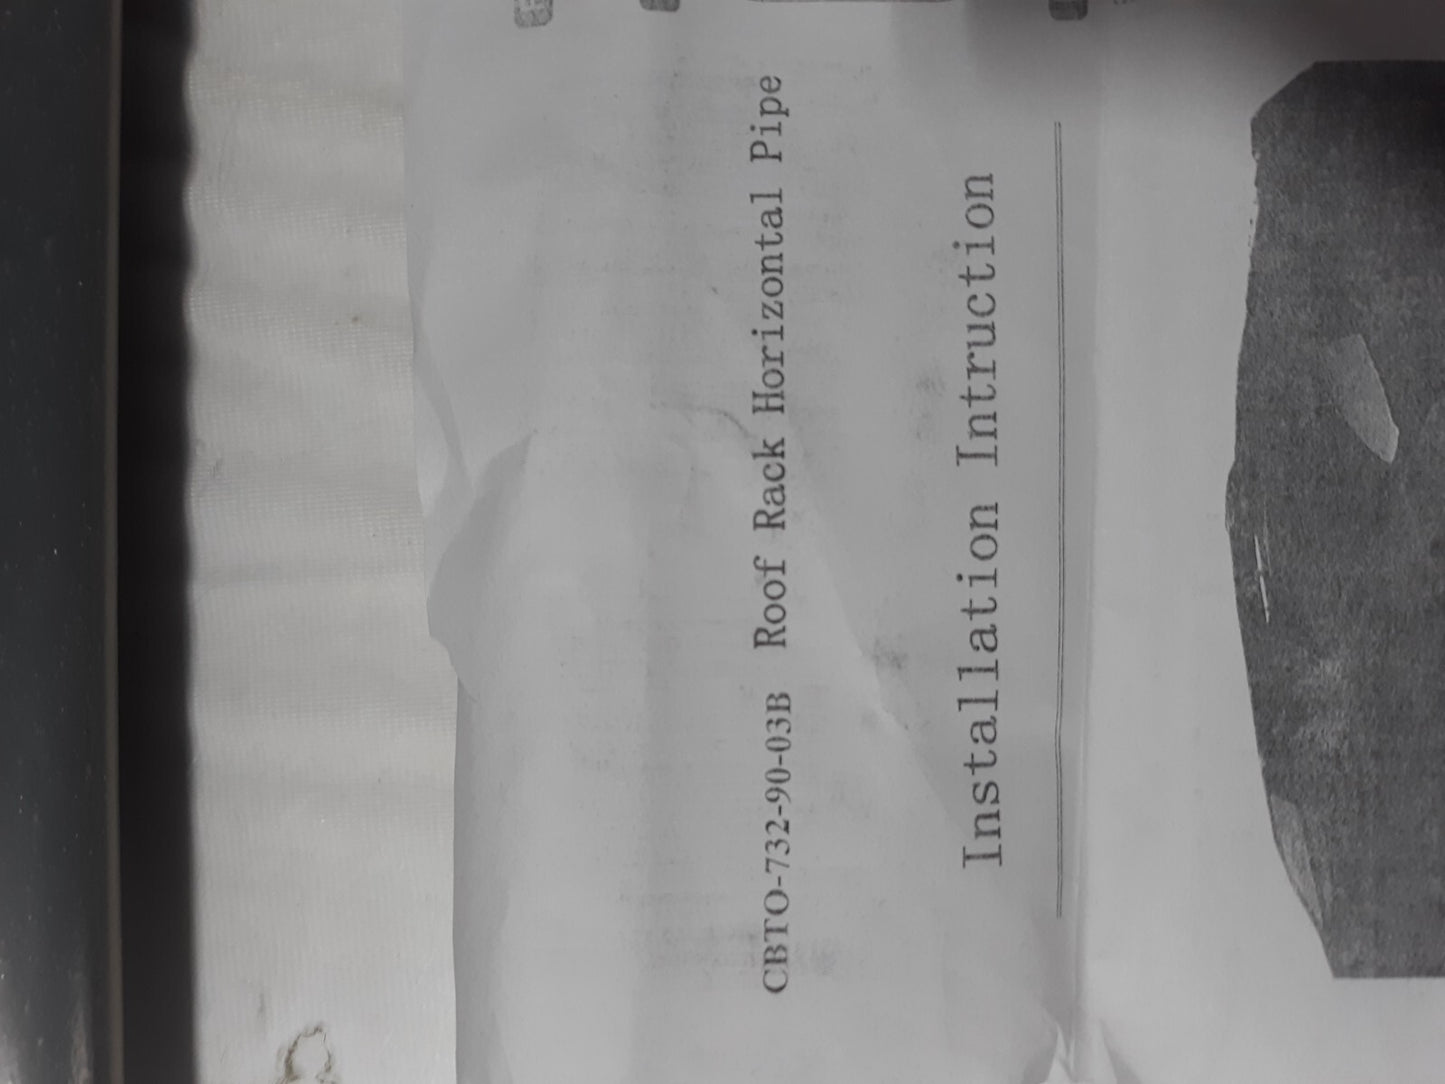 CBTO-732-90-03B Roof Rack Horizontal Pipe
Installation Intruction